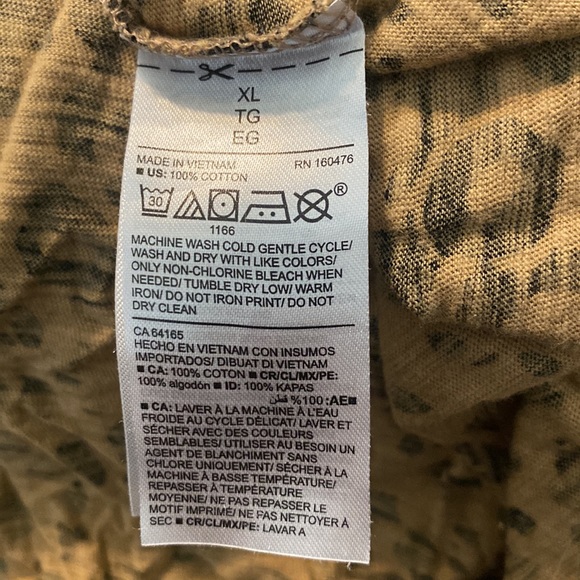 XL
TG
EG
MADE IN VIETNAM RN 160476
■ US: 100% COTTON
30 ®
1166
MACHINE WASH COLD GENTLE CYCLE/
WASH AND DRY WITH LIKE COLORS/
ONLY NON-CHLORINE BLEACH WHEN
NEEDED/ TUMBLE DRY LOW/ WARM
IRON/ DO NOT IRON PRINT/ DO NOT
DRY CLEAN
CA 64165
HECHO EN VIETNAM CON INSUMOS
IMPORTADOS/ DIBUAT DI VIETNAM
■ CA: 100% COTON ■ CR/CL/MX/PE:
100% algodón ■ ID: 100% KAPAS
■AE: 100% قطن
■ CA: LAVER À LA MACHINE À L'EAU
FROIDE AU CYCLE DÉLICAT/ LAVER ET
SÉCHER AVEC DES COULEURS
SEMBLABLES/ UTILISER AU BESOIN UN
AGENT DE BLANCHIMENT SANS
CHLORE UNIQUEMENT/ SÉCHER À LA
MACHINE À BASSE TEMPÉRATURE/
REPASSER À TEMPÉRATURE
MOYENNE/ NE PAS REPASSER LE
MOTIF IMPRIMÉ/ NE PAS NETTOYER À
SEC ■ CR/CL/MX/PE: LAVAR A